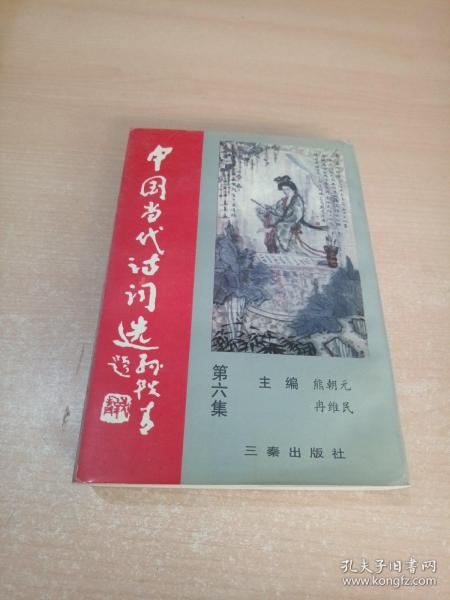 中国当代诗词选
孙轶青
题
第六集
主编 熊朝元
冉维民
三秦出版社
孔夫子旧书网
www.kongfz.com